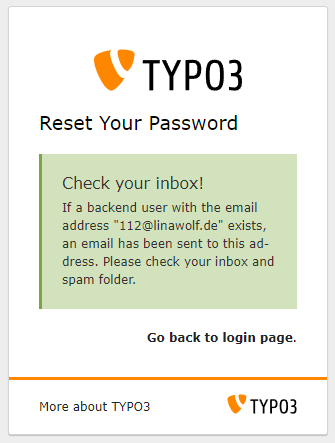 TYPO3
Reset Your Password
Check your inbox!
If a backend user with the email
address "112@linawolf.de" exists,
an email has been sent to this ad-
dress. Please check your inbox and
spam folder.
Go back to login page.
More about TYPO3
TYPO3